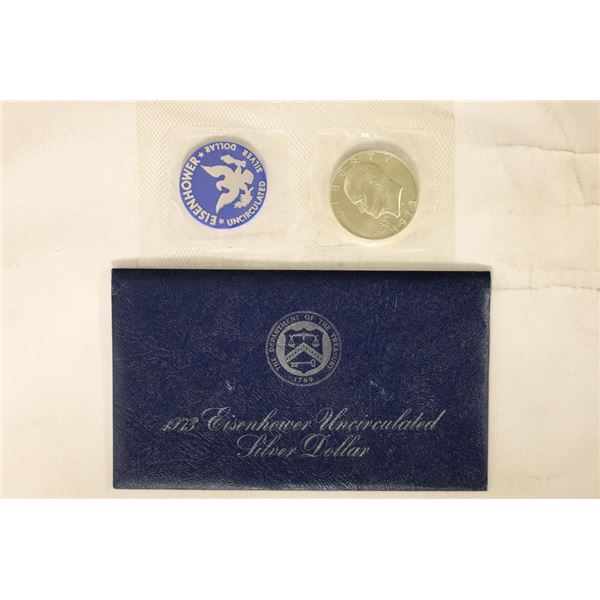 EISENHOWER UNCIRCULATED SILVER DOLLAR
LIBERTY
1973
THE DEPARTMENT OF THE TREASURY
1789
1973 Eisenhower Uncirculated
Silver Dollar